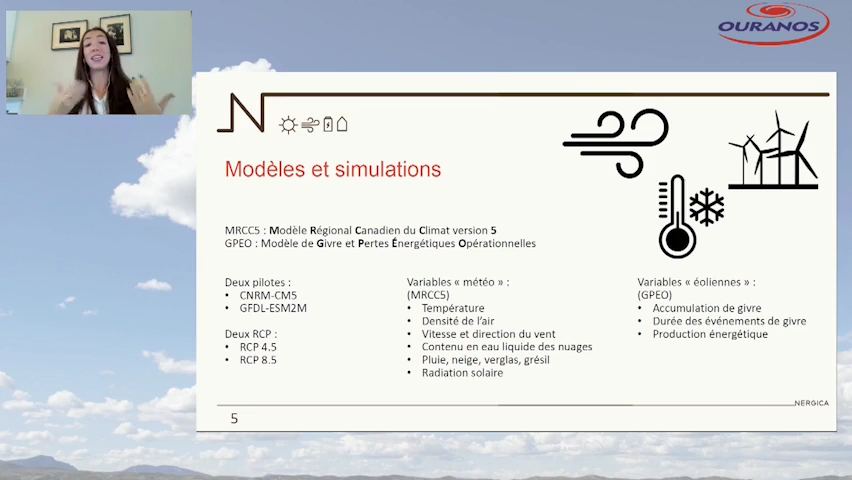 OURANOS
Modèles et simulations
MRCC5 : Modèle Régional Canadien du Climat version 5
GPEO : Modèle de Givre et Pertes Énergétiques Opérationnelles
Deux pilotes :
• CNRM-CM5
• GFDL-ESM2M
Deux RCP :
• RCP 4.5
• RCP 8.5
Variables « météo » :
(MRCC5)
• Température
• Densité de l’air
• Vitesse et direction du vent
• Contenu en eau liquide des nuages
• Pluie, neige, verglas, grésil
• Radiation solaire
Variables « éoliennes » :
(GPEO)
• Accumulation de givre
• Durée des événements de givre
• Production énergétique
NERGICA
5